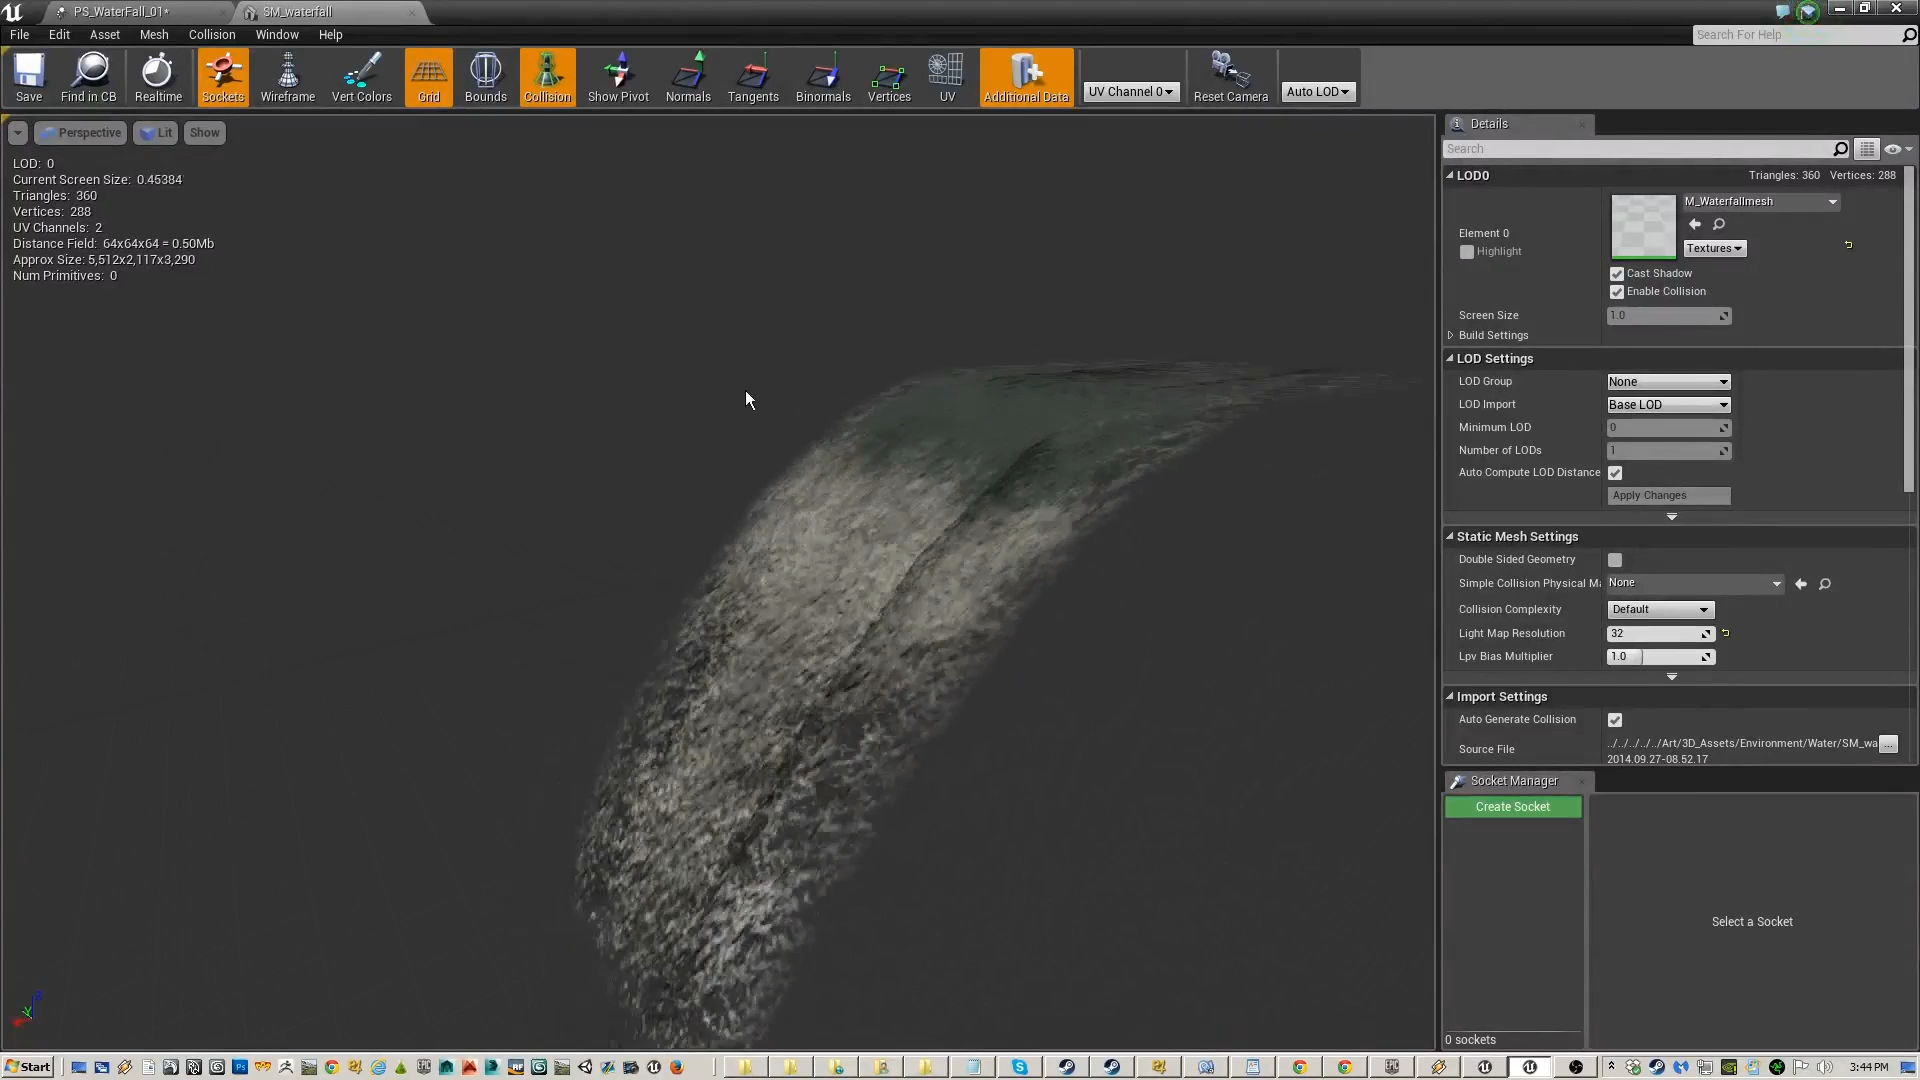 PS_WaterFall_01*
SM_waterfall
File Edit Asset Mesh Collision Window Help
Search For Help
Save Find in CB Realtime Sockets Wireframe Vert Colors Grid Bounds Collision Show Pivot Normals Tangents Binormals Vertices UV Additional Data UV Channel 0 Reset Camera Auto LOD
Perspective Lit Show
LOD: 0
Current Screen Size: 0.45384
Triangles: 360
Vertices: 288
UV Channels: 2
Distance Field: 64x64x64 = 0.50Mb
Approx Size: 5,512x2,117x3,290
Num Primitives: 0
Details
Search
LOD0 Triangles: 360 Vertices: 288
M_Waterfallmesh
Element 0
Highlight
Textures
Cast Shadow
Enable Collision
Screen Size 1.0
Build Settings
LOD Settings
LOD Group None
LOD Import Base LOD
Minimum LOD 0
Number of LODs 1
Auto Compute LOD Distance
Apply Changes
Static Mesh Settings
Double Sided Geometry
Simple Collision Physical Ma None
Collision Complexity Default
Light Map Resolution 32
Lpv Bias Multiplier 1.0
Import Settings
Auto Generate Collision
Source File ../../../../../Art/3D_Assets/Environment/Water/SM_wa ...
2014.09.27-08.52.17
Socket Manager
Create Socket
Select a Socket
0 sockets
Start
3:44 PM